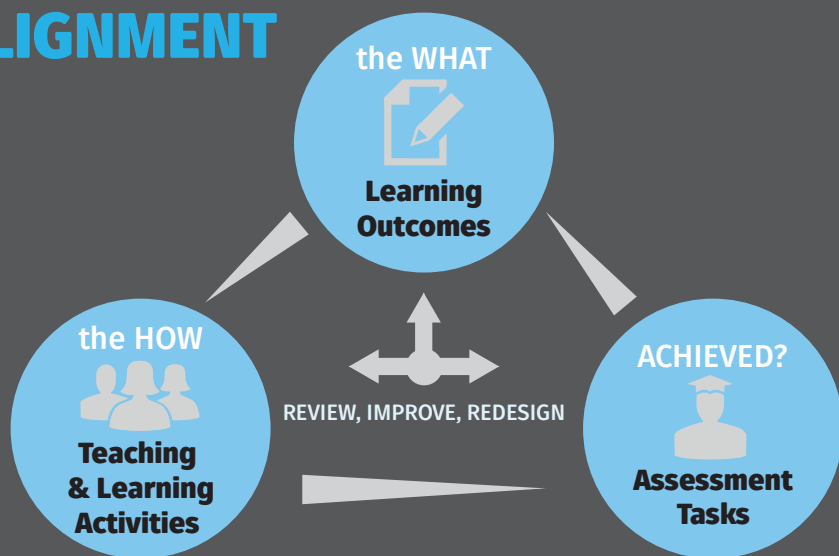 LIGNMENT
the WHAT
Learning
Outcomes
the HOW
Teaching
& Learning
Activities
REVIEW, IMPROVE, REDESIGN
ACHIEVED?
Assessment
Tasks